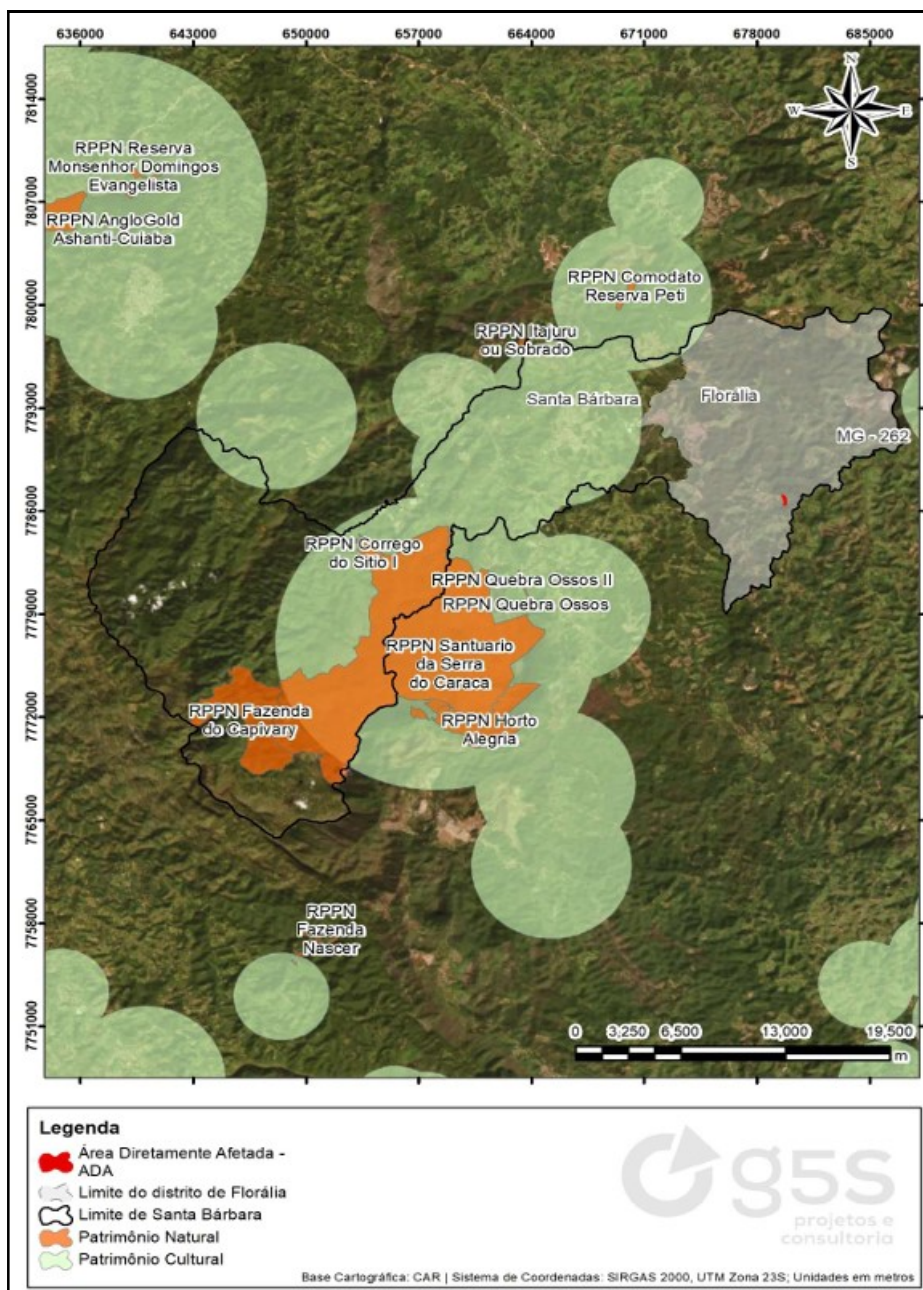 636000 643000 650000 657000 664000 671000 678000 685000
7814000
7807000
7800000
7793000
7786000
7779000
7772000
7765000
7758000
7751000
N
W E
S
RPPN Reserva
Monsenhor Domingos
Evangelista
RPPN AngloGold
Ashanti-Cuiaba
RPPN Comodato
Reserva Peti
RPPN Itajuru
ou Sobrado
Santa Bárbara
Florália
MG - 262
RPPN Corrego
do Sitio I
RPPN Quebra Ossos II
RPPN Quebra Ossos
RPPN Santuario
da Serra
do Caraca
RPPN Fazenda
do Capivary
RPPN Horto
Alegria
RPPN
Fazenda
Nascer
0 3,250 6,500 13,000 19,500
m
Legenda
Área Diretamente Afetada -
ADA
Limite do distrito de Florália
Limite de Santa Bárbara
Patrimônio Natural
Patrimônio Cultural
g5s
projetos e
consultoria
Base Cartográfica: CAR | Sistema de Coordenadas: SIRGAS 2000, UTM Zona 23S; Unidades em metros